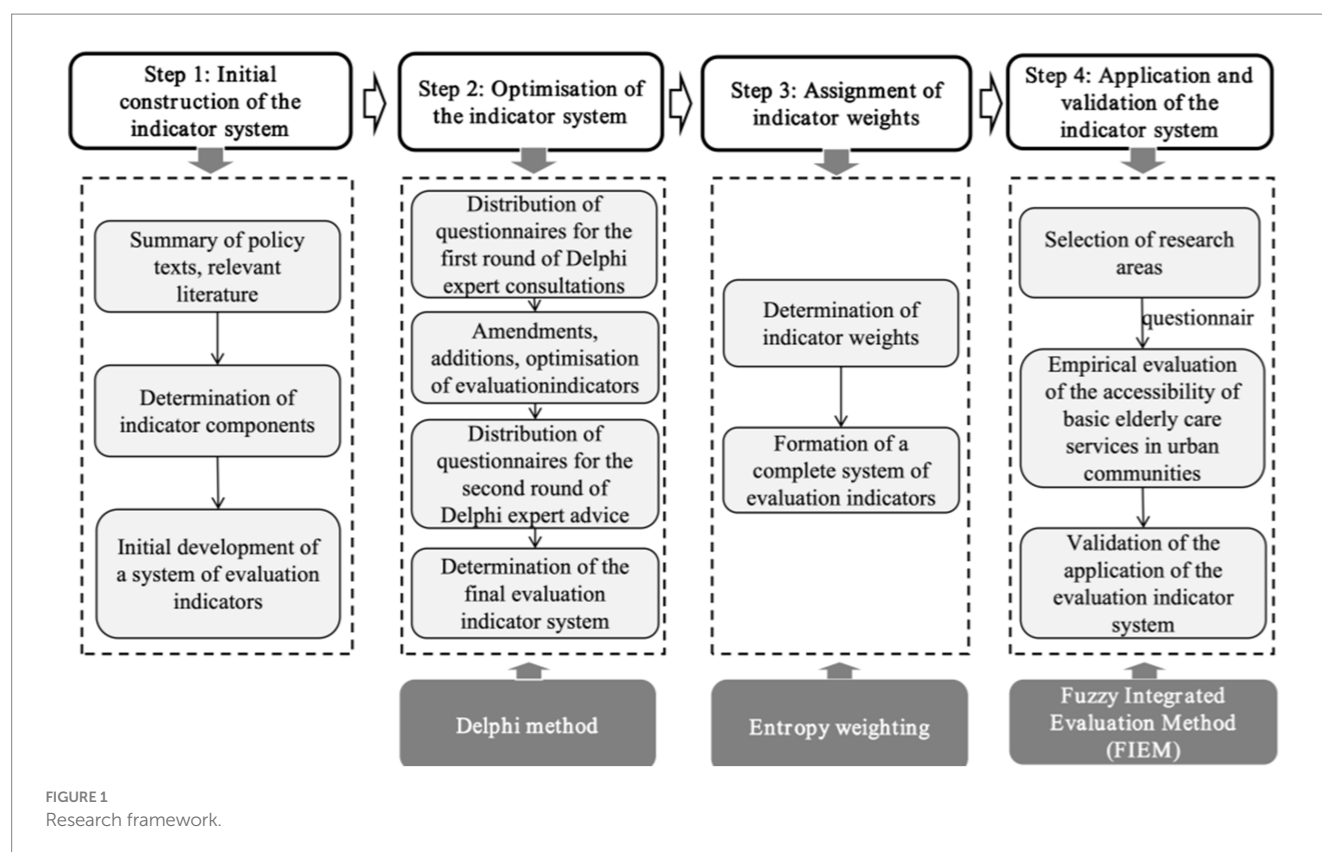 Step 1: Initial
construction of the
indicator system
Step 2: Optimisation of
the indicator system
Step 3: Assignment of
indicator weights
Step 4: Application and
validation of the
indicator system
Summary of policy
texts, relevant
literature
Determination of
indicator components
Initial development of
a system of evaluation
indicators
Distribution of
questionnaires for the
first round of Delphi
expert consultations
Amendments,
additions, optimisation
of evaluationindicators
Distribution of
questionnaires for the
second round of
Delphi expert advice
Determination of the
final evaluation
indicator system
Delphi method
Determination of
indicator weights
Formation of a
complete system of
evaluation indicators
Entropy weighting
Selection of research
areas
questionnair
Empirical evaluation
of the accessibility of
basic elderly care
services in urban
communities
Validation of the
application of the
evaluation indicator
system
Fuzzy Integrated
Evaluation Method
(FIEM)
FIGURE 1
Research framework.